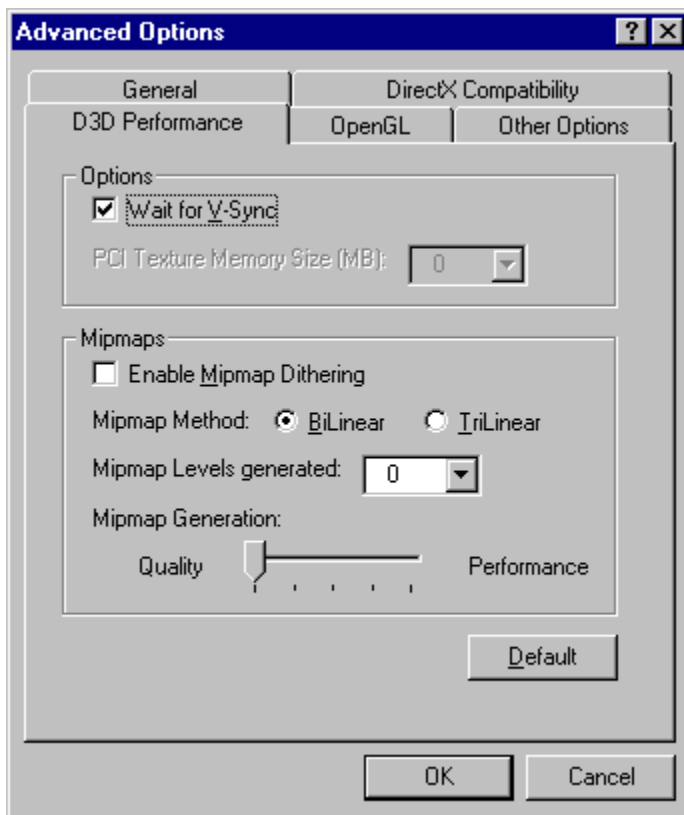 Advanced Options
General DirectX Compatibility
D3D Performance OpenGL Other Options
Options
Wait for V-Sync
PCI Texture Memory Size (MB): 0
Mipmaps
Enable Mipmap Dithering
Mipmap Method: BiLinear TriLinear
Mipmap Levels generated: 0
Mipmap Generation:
Quality Performance
Default
OK Cancel